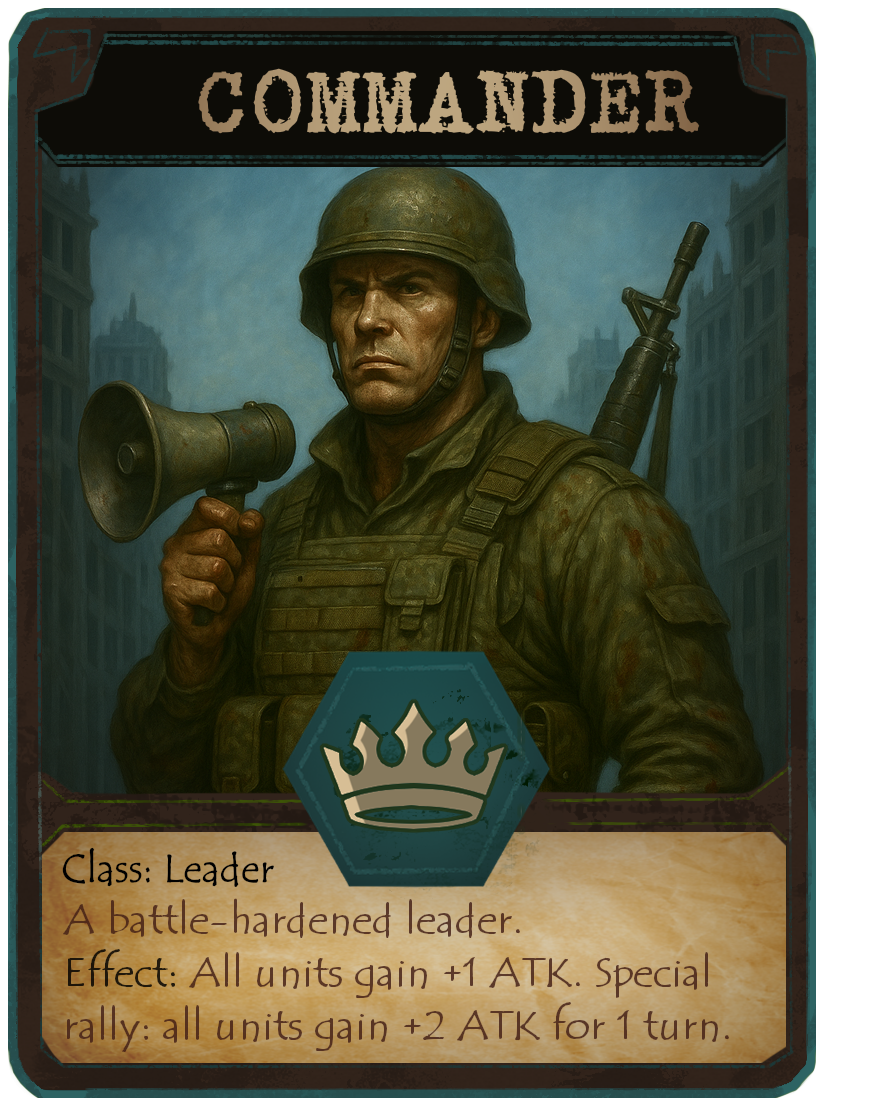 COMMANDER
Class: Leader
A battle-hardened leader.
Effect: All units gain +1 ATK. Special
rally: all units gain +2 ATK for 1 turn.